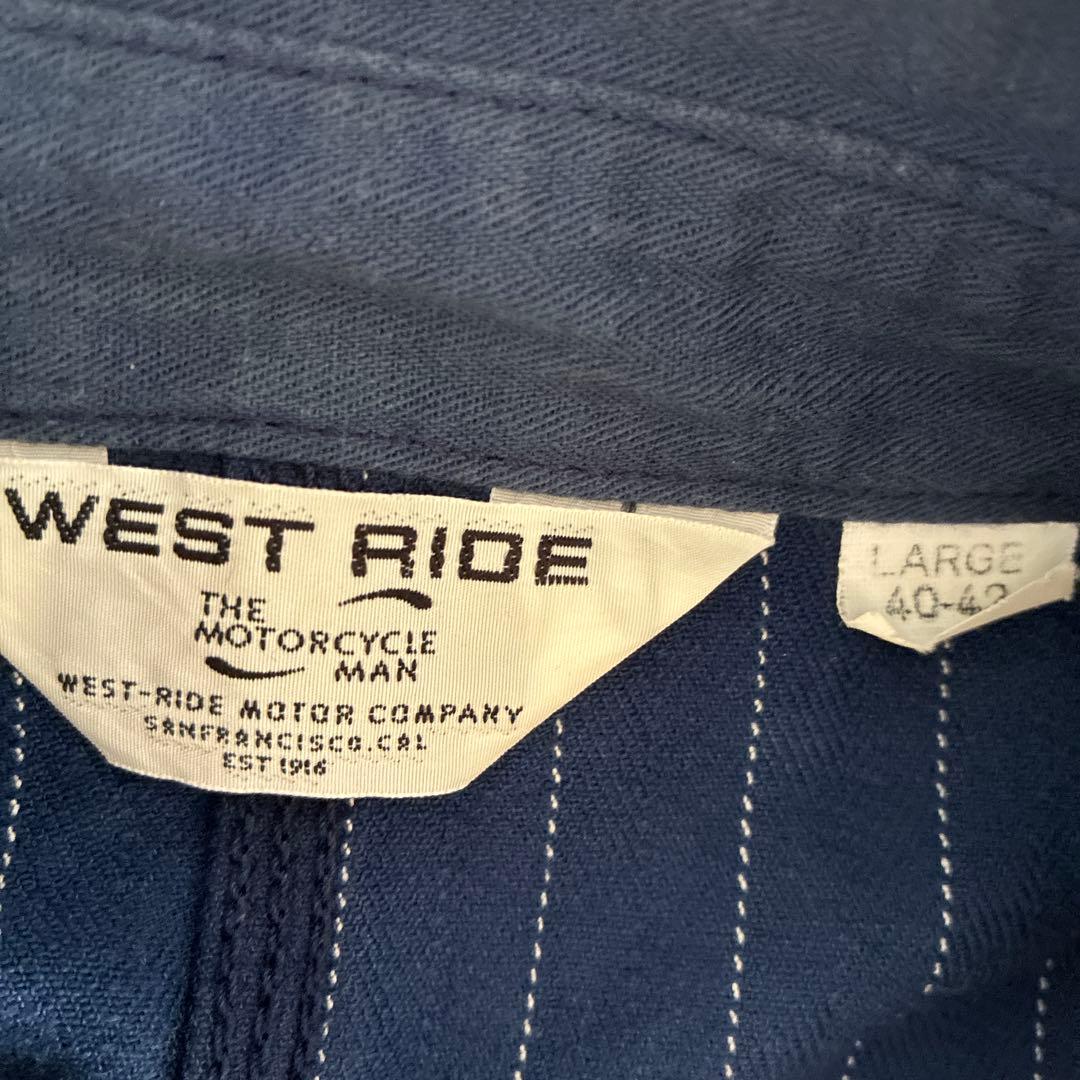 WEST RIDE
THE
MOTORCYCLE
MAN
WEST-RIDE MOTOR COMPANY
SANFRANCISCO.CAL
EST 1916
LARGE
40-42